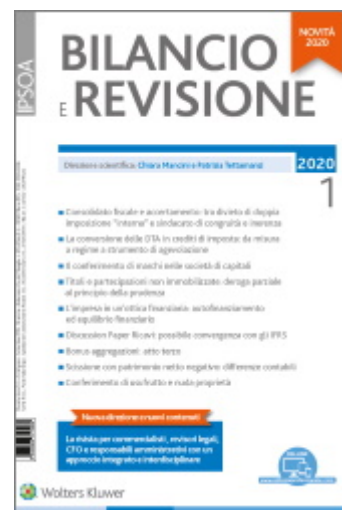 IPSOA
NOVITÀ
2020
BILANCIO
E REVISIONE
Direzione scientifica: Chiara Mancini e Patrizia Tettamanzi
2020
1
Consolidato fiscale e accertamento: tra divieto di doppia
imposizione "interna" e sindacato di congruità e inerenza
La conversione delle DTA in crediti di imposta: da misura
a regime a strumento di agevolazione
Il conferimento di marchi nelle società di capitali
Titoli e partecipazioni non immobilizzate: deroga parziale
al principio della prudenza
L'impresa in un'ottica finanziaria: autofinanziamento
ed equilibrio finanziario
Discussion Paper Ricavi: possibile convergenza con gli IFRS
Bonus aggregazioni: atto terzo
Scissione con patrimonio netto negativo: differenze contabili
Conferimento di usufrutto e nuda proprietà
Nuova direzione e nuovi contenuti
La rivista per commercialisti, revisori legali,
CFO e responsabili amministrativi con un
approccio integrato e interdisciplinare
Wolters Kluwer